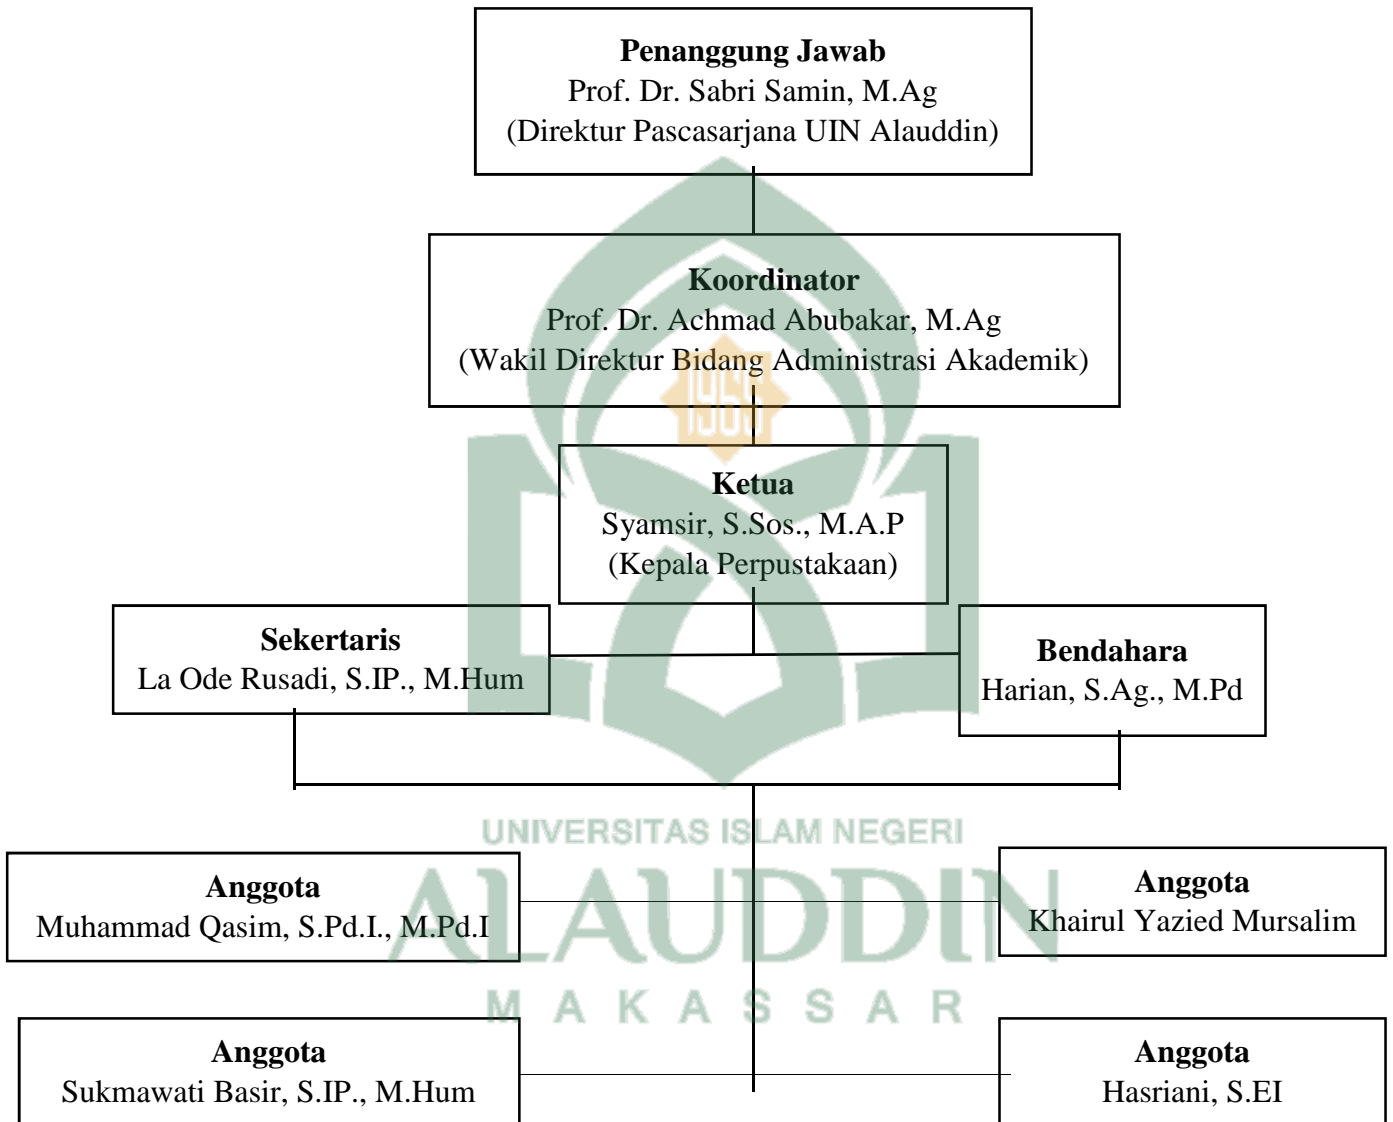 Penanggung Jawab
Prof. Dr. Sabri Samin, M.Ag
(Direktur Pascasarjana UIN Alauddin)
Koordinator
Prof. Dr. Achmad Abubakar, M.Ag
(Wakil Direktur Bidang Administrasi Akademik)
1965
Ketua
Syamsir, S.Sos., M.A.P
(Kepala Perpustakaan)
Sekertaris
La Ode Rusadi, S.IP., M.Hum
Bendahara
Harian, S.Ag., M.Pd
UNIVERSITAS ISLAM NEGERI
ALAUDDIN
MAKASSAR
Anggota
Muhammad Qasim, S.Pd.I., M.Pd.I
Anggota
Khairul Yazied Mursalim
Anggota
Sukmawati Basir, S.IP., M.Hum
Anggota
Hasriani, S.EI